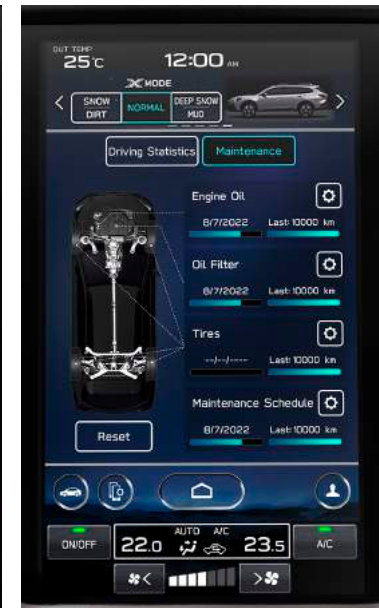 OUT TEMP
25°C
12:00 AM
X MODE
SNOW DIRT
NORMAL
DEEP SNOW MUD
Driving Statistics
Maintenance
Engine Oil
8/7/2022 Last: 10000 km
Oil Filter
8/7/2022 Last: 10000 km
Tires
--/--/---- Last: 10000 km
Maintenance Schedule
8/7/2022 Last: 10000 km
Reset
ON/OFF
22.0
AUTO A/C
23.5
A/C